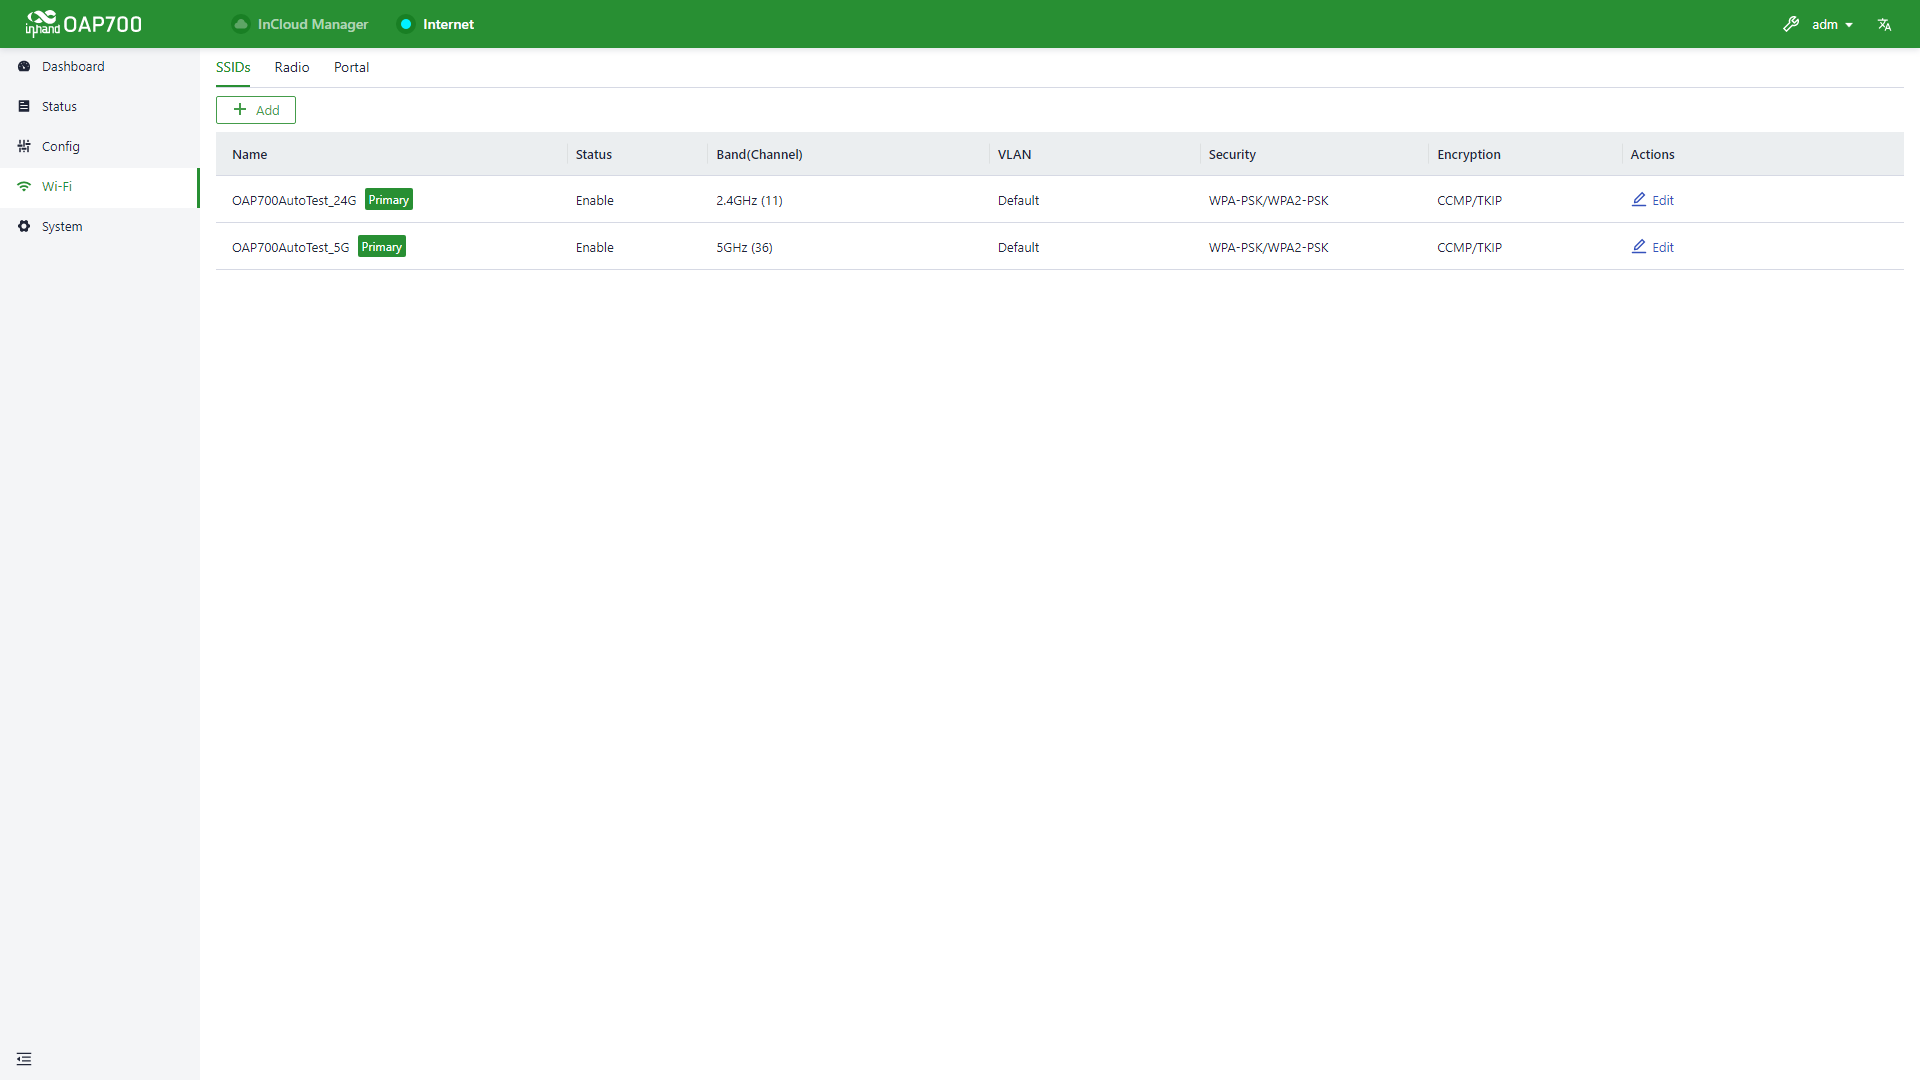 inhand OAP700 InCloud Manager Internet adm
Dashboard
Status
Config
Wi-Fi
System
SSIDs Radio Portal
Add
Name Status Band(Channel) VLAN Security Encryption Actions
OAP700AutoTest_24G Primary Enable 2.4GHz (11) Default WPA-PSK/WPA2-PSK CCMP/TKIP Edit
OAP700AutoTest_5G Primary Enable 5GHz (36) Default WPA-PSK/WPA2-PSK CCMP/TKIP Edit